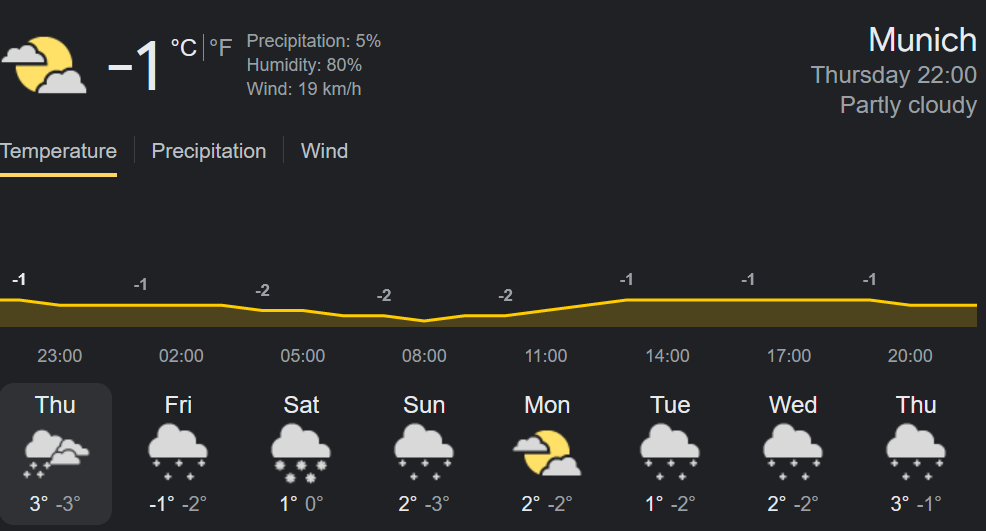 -1 °C °F
Precipitation: 5%
Humidity: 80%
Wind: 19 km/h
Munich
Thursday 22:00
Partly cloudy
Temperature Precipitation Wind
-1 -1 -2 -2 -2 -1 -1 -1
23:00 02:00 05:00 08:00 11:00 14:00 17:00 20:00
Thu Fri Sat Sun Mon Tue Wed Thu
3° -3° -1° -2° 1° 0° 2° -3° 2° -2° 1° -2° 2° -2° 3° -1°